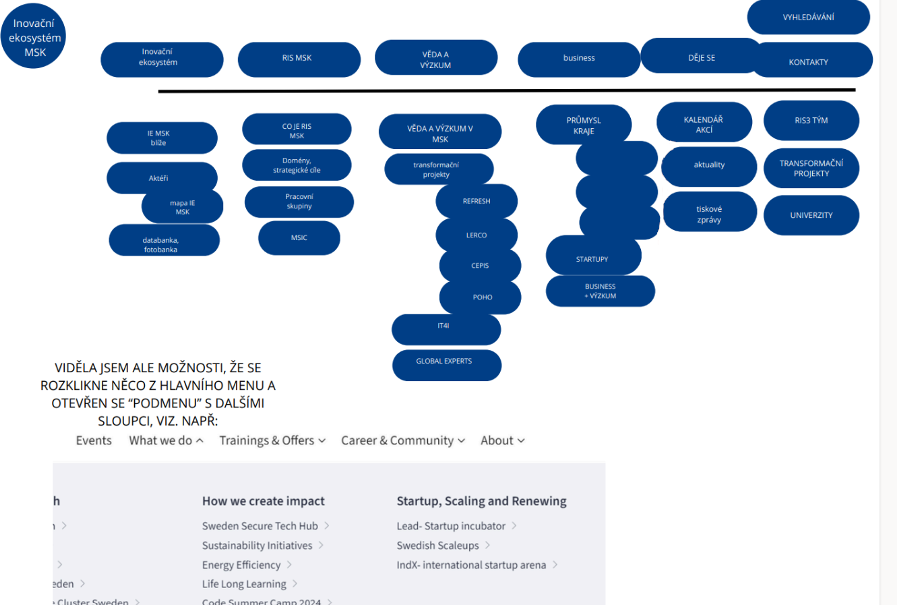 Inovační
ekosystém
MSK
VYHLEDÁVÁNÍ
Inovační
ekosystém
RIS MSK
VĚDA A
VÝZKUM
business
DĚJE SE
KONTAKTY
IE MSK
blíže
Aktéři
mapa IE
MSK
databanka,
fotobanka
CO JE RIS
MSK
Domény,
strategické cíle
Pracovní
skupiny
MSIC
VĚDA A VÝZKUM V
MSK
transformační
projekty
REFRESH
LERCO
CEPIS
POHO
IT4I
GLOBAL EXPERTS
PRŮMYSL
KRAJE
STARTUPY
BUSINESS
+ VÝZKUM
KALENDÁŘ
AKCÍ
aktuality
tiskové
zprávy
RIS3 TÝM
TRANSFORMAČNÍ
PROJEKTY
UNIVERZITY
VIDĚLA JSEM ALE MOŽNOSTI, ŽE SE
ROZKLIKNE NĚCO Z HLAVNÍHO MENU A
OTEVŘEN SE “PODMENU” S DALŠÍMI
SLOUPCI, VIZ. NAPŘ:
Events What we do Trainings & Offers Career & Community About
h
How we create impact
Startup, Scaling and Renewing
Sweden Secure Tech Hub
Lead- Startup incubator
Sustainability Initiatives
Swedish Scaleups
Energy Efficiency
IndX- international startup arena
eden
Life Long Learning
Cluster Sweden
Code Summer Camp 2024